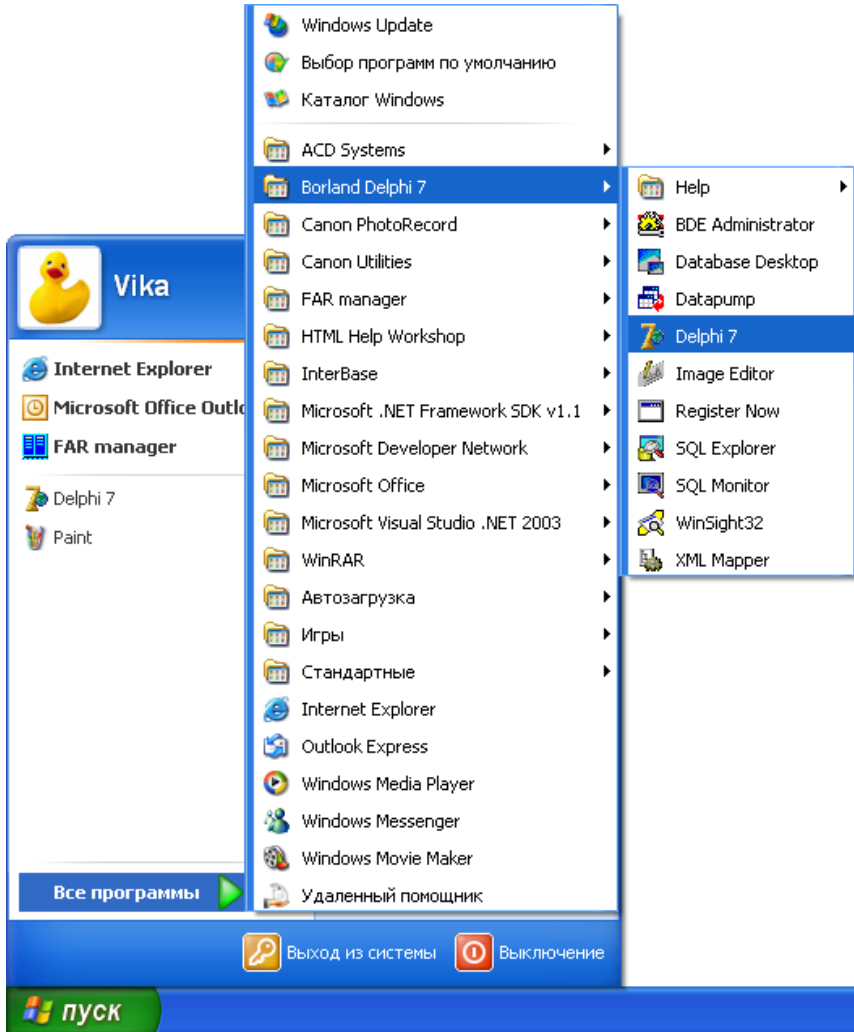 Windows Update
Выбор программ по умолчанию
Каталог Windows
ACD Systems
Borland Delphi 7
Canon PhotoRecord
Canon Utilities
FAR manager
HTML Help Workshop
InterBase
Microsoft .NET Framework SDK v1.1
Microsoft Developer Network
Microsoft Office
Microsoft Visual Studio .NET 2003
WinRAR
Автозагрузка
Игры
Стандартные
Internet Explorer
Outlook Express
Windows Media Player
Windows Messenger
Windows Movie Maker
Удаленный помощник
Help
BDE Administrator
Database Desktop
Datapump
Delphi 7
Image Editor
Register Now
SQL Explorer
SQL Monitor
WinSight32
XML Mapper
Vika
Internet Explorer
Microsoft Office Outlo
FAR manager
Delphi 7
Paint
Все программы
Выход из системы
Выключение
пуск